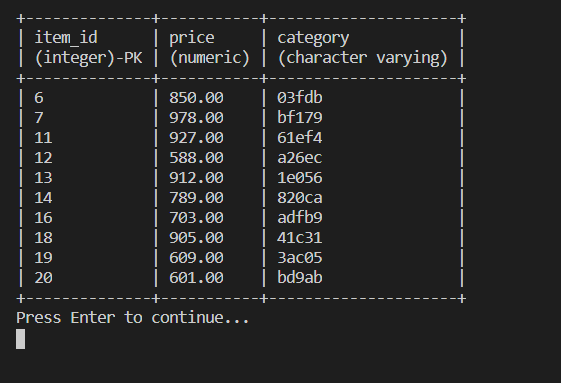 +--------------+-----------+---------------------+
| item_id      | price     | category            |
| (integer)-PK | (numeric) | (character varying) |
+--------------+-----------+---------------------+
| 6            | 850.00    | 03fdb               |
| 7            | 978.00    | bf179               |
| 11           | 927.00    | 61ef4               |
| 12           | 588.00    | a26ec               |
| 13           | 912.00    | 1e056               |
| 14           | 789.00    | 820ca               |
| 16           | 703.00    | adfb9               |
| 18           | 905.00    | 41c31               |
| 19           | 609.00    | 3ac05               |
| 20           | 601.00    | bd9ab               |
+--------------+-----------+---------------------+
Press Enter to continue...